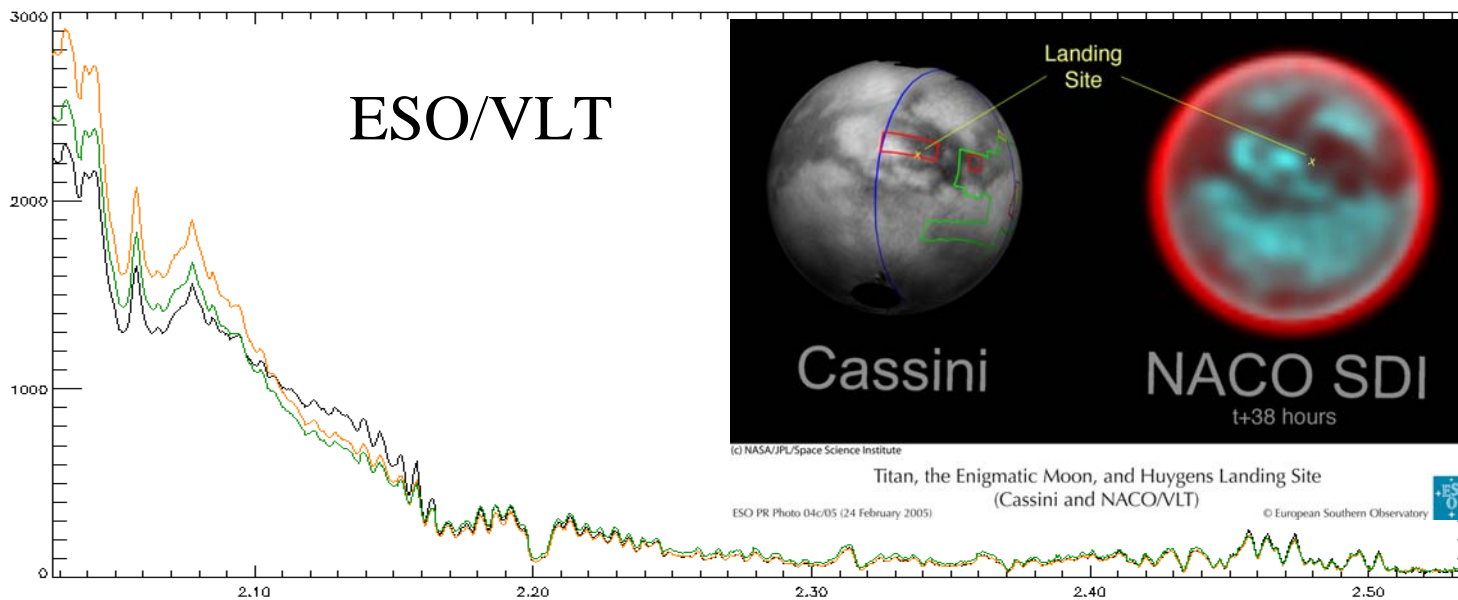 3000
2000
1000
0
2.10
2.20
2.30
2.40
2.50
ESO/VLT
Landing
Site
x
x
Cassini
NACO SDI
t+38 hours
(c) NASA/JPL/Space Science Institute
Titan, the Enigmatic Moon, and Huygens Landing Site
(Cassini and NACO/VLT)
ESO PR Photo 04c/05 (24 February 2005)
© European Southern Observatory
ES
O